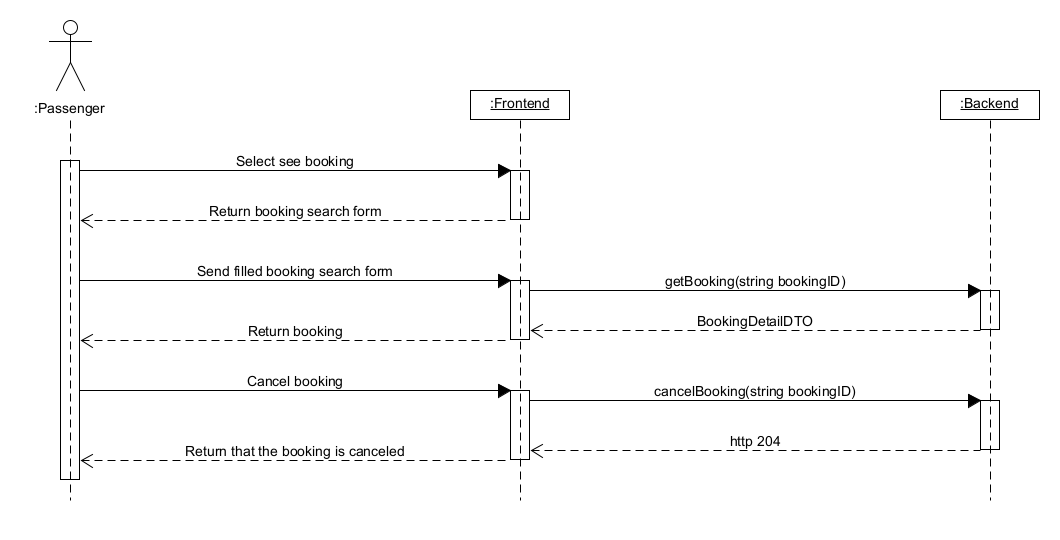 :Passenger
:Frontend
:Backend
Select see booking
Return booking search form
Send filled booking search form
getBooking(string bookingID)
BookingDetailDTO
Return booking
Cancel booking
cancelBooking(string bookingID)
http 204
Return that the booking is canceled